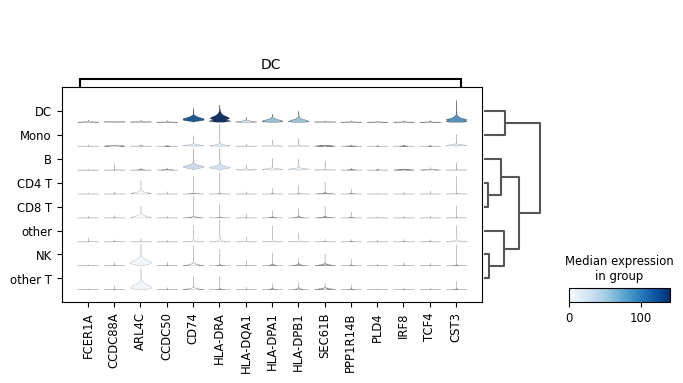 DC
DC
Mono
B
CD4 T
CD8 T
other
NK
other T
FCER1A
CCDC88A
ARL4C
CCDC50
CD74
HLA-DRA
HLA-DQA1
HLA-DPA1
HLA-DPB1
SEC61B
PPP1R14B
PLD4
IRF8
TCF4
CST3
Median expression
in group
0
100